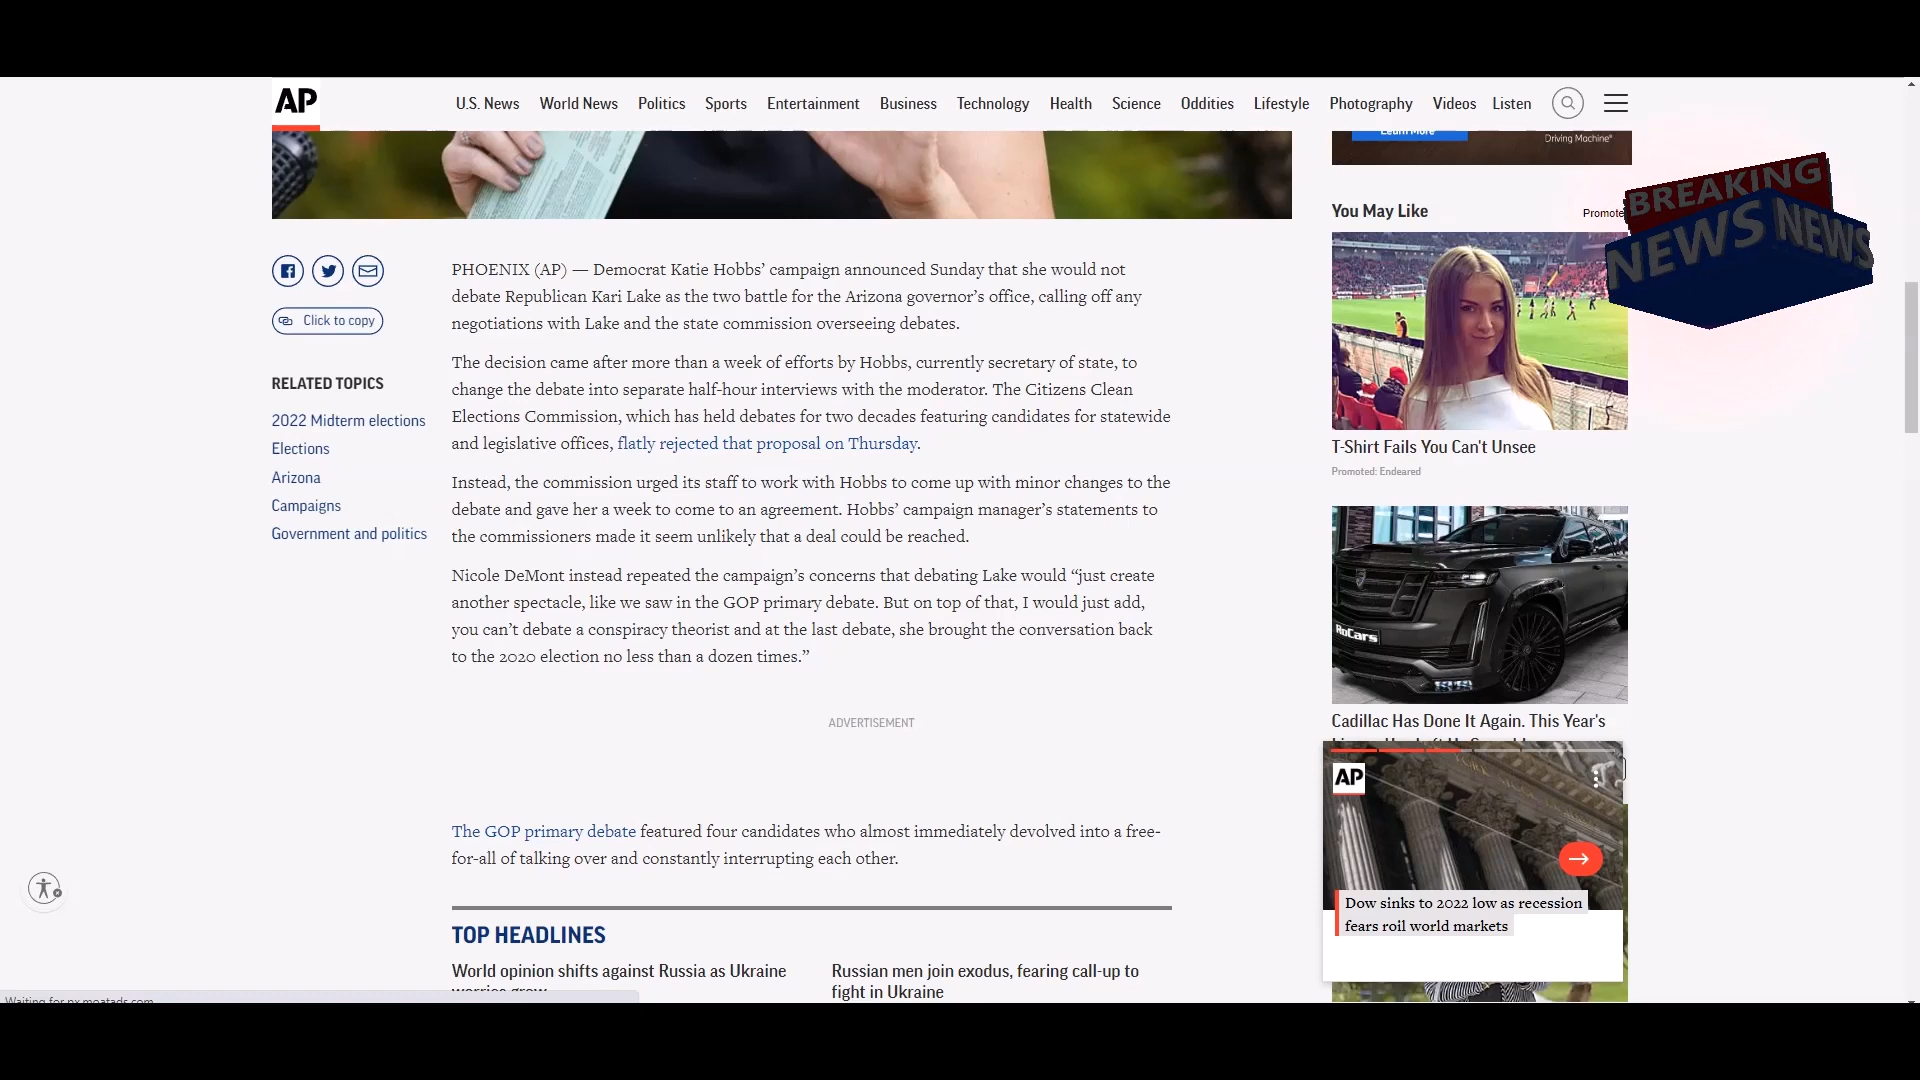 AP
U.S. News World News Politics Sports Entertainment Business Technology Health Science Oddities Lifestyle Photography Videos Listen
Learn More
Driving Machine®
You May Like
BREAKING
NEWS NEWS
PHOENIX (AP) — Democrat Katie Hobbs’ campaign announced Sunday that she would not
debate Republican Kari Lake as the two battle for the Arizona governor’s office, calling off any
negotiations with Lake and the state commission overseeing debates.
Click to copy
The decision came after more than a week of efforts by Hobbs, currently secretary of state, to
change the debate into separate half-hour interviews with the moderator. The Citizens Clean
Elections Commission, which has held debates for two decades featuring candidates for statewide
and legislative offices, flatly rejected that proposal on Thursday.
RELATED TOPICS
2022 Midterm elections
Elections
Arizona
Campaigns
Government and politics
Instead, the commission urged its staff to work with Hobbs to come up with minor changes to the
debate and gave her a week to come to an agreement. Hobbs’ campaign manager’s statements to
the commissioners made it seem unlikely that a deal could be reached.
Nicole DeMont instead repeated the campaign’s concerns that debating Lake would “just create
another spectacle, like we saw in the GOP primary debate. But on top of that, I would just add,
you can’t debate a conspiracy theorist and at the last debate, she brought the conversation back
to the 2020 election no less than a dozen times.”
ADVERTISEMENT
The GOP primary debate featured four candidates who almost immediately devolved into a free-
for-all of talking over and constantly interrupting each other.
TOP HEADLINES
World opinion shifts against Russia as Ukraine
Russian men join exodus, fearing call-up to
fight in Ukraine
T-Shirt Fails You Can't Unsee
Promoted: Endeared
RoCars
Cadillac Has Done It Again. This Year's
AP
Dow sinks to 2022 low as recession
fears roil world markets